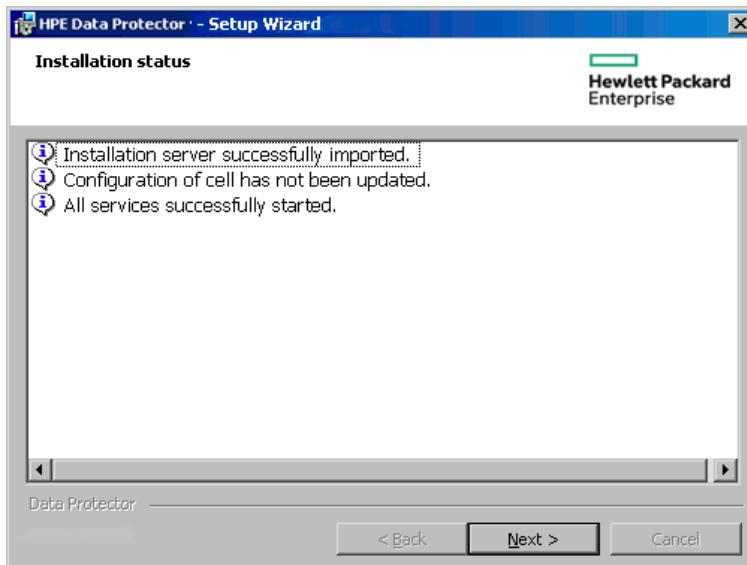 HPE Data Protector - Setup Wizard
Installation status
Hewlett Packard
Enterprise
Installation server successfully imported.
Configuration of cell has not been updated.
All services successfully started.
Data Protector
< Back
Next >
Cancel